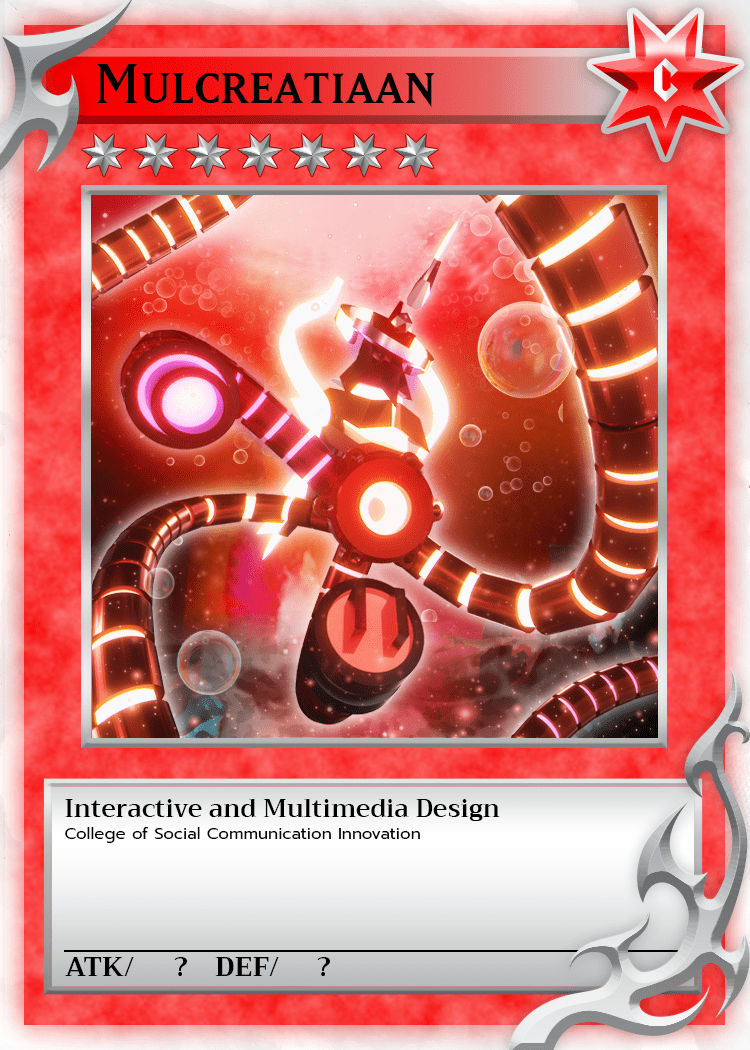 MULCREATIAAN
C
Interactive and Multimedia Design
College of Social Communication Innovation
ATK/ ? DEF/ ?